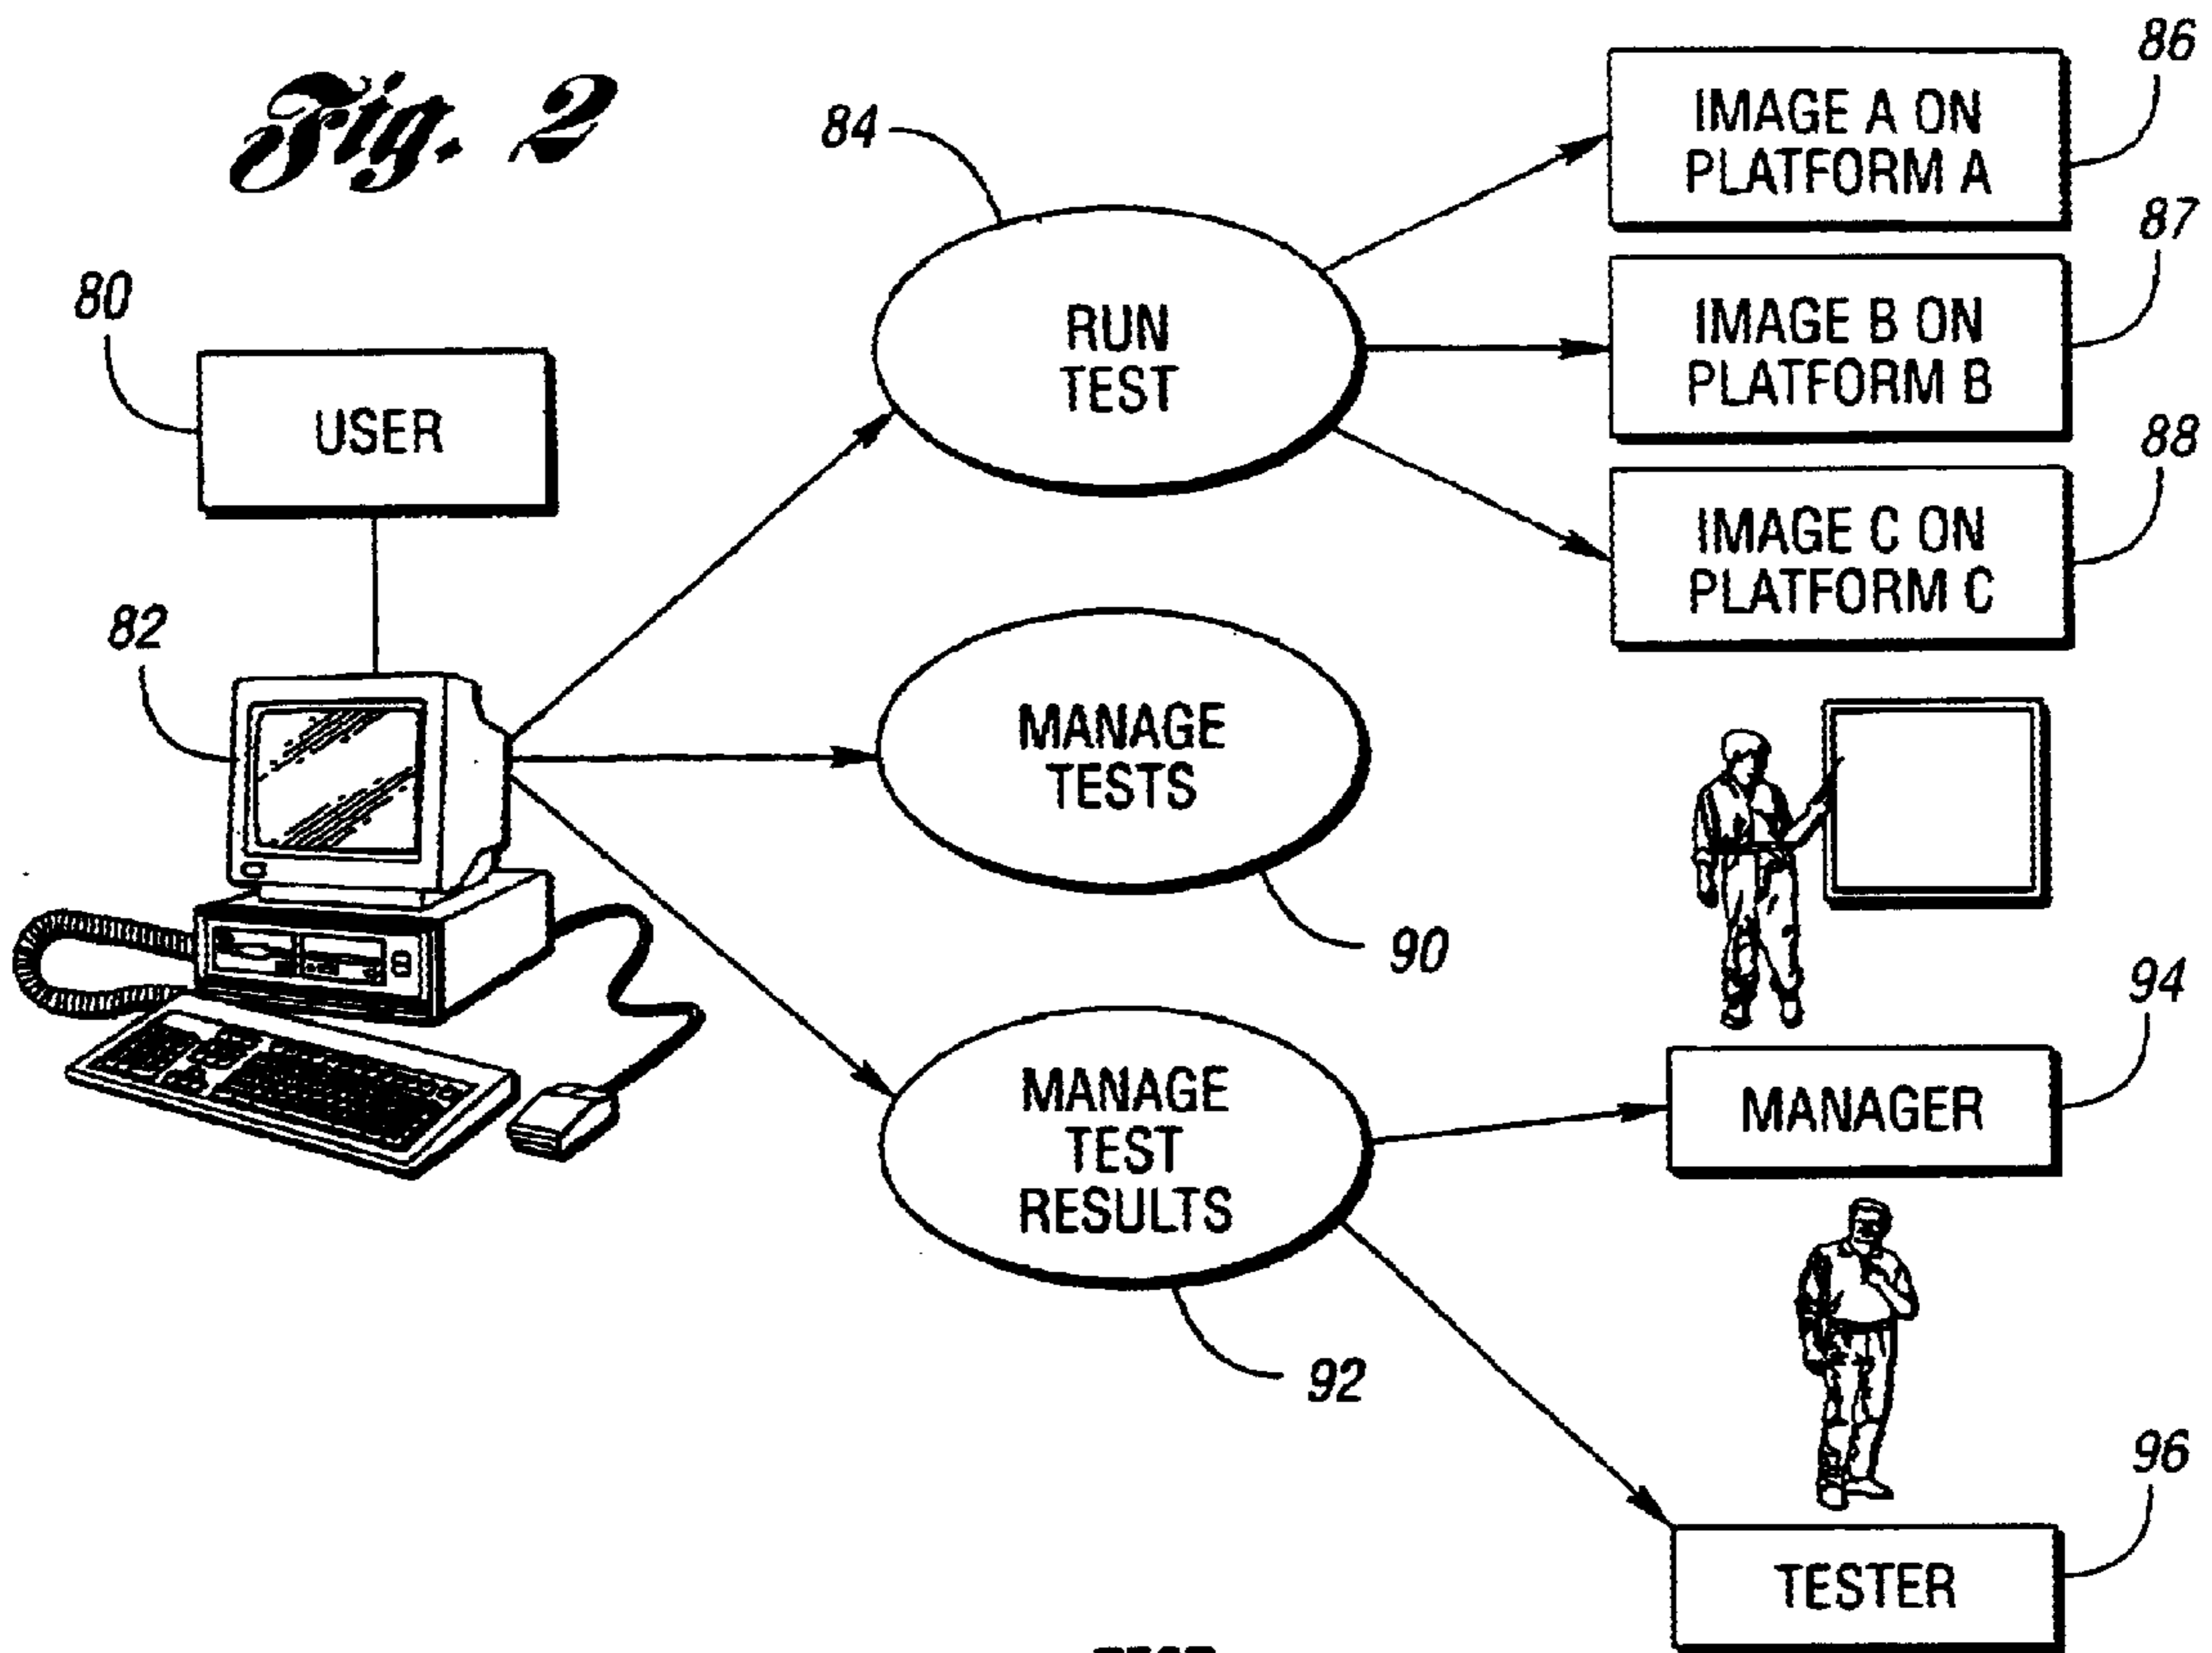 Fig. 2
80
USER
82
84
RUN
TEST
IMAGE A ON
PLATFORM A
86
IMAGE B ON
PLATFORM B
87
IMAGE C ON
PLATFORM C
88
MANAGE
TESTS
90
MANAGE
TEST
RESULTS
92
MANAGER
94
TESTER
96